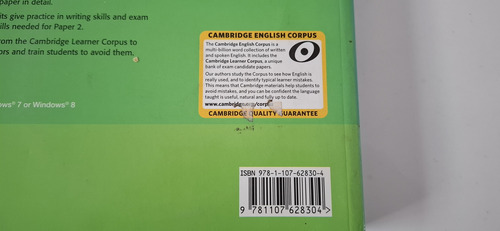 paper in detail.
its give practice in writing skills and exam
ills needed for Paper 2.
rom the Cambridge Learner Corpus to
ors and train students to avoid them.
ows® 7 or Windows® 8
CAMBRIDGE ENGLISH CORPUS
The Cambridge English Corpus is a
multi-billion word collection of written
and spoken English. It includes the
Cambridge Learner Corpus, a unique
bank of exam candidate papers.
Our authors study the Corpus to see how English is
really used, and to identify typical learner mistakes.
This means that Cambridge materials help students to
avoid mistakes, and you can be confident the language
taught is useful, natural and fully up to date.
www.cambridge.org/corp
CAMBRIDGE QUALITY GUARANTEE
ISBN 978-1-107-62830-4
9 781107 628304 >